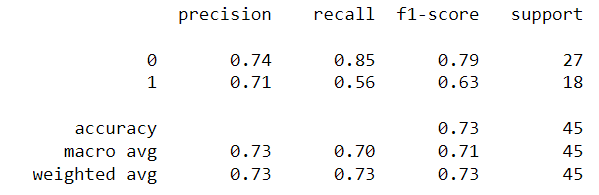 precision recall f1-score support
0 0.74 0.85 0.79 27
1 0.71 0.56 0.63 18
accuracy 0.73 45
macro avg 0.73 0.70 0.71 45
weighted avg 0.73 0.73 0.73 45